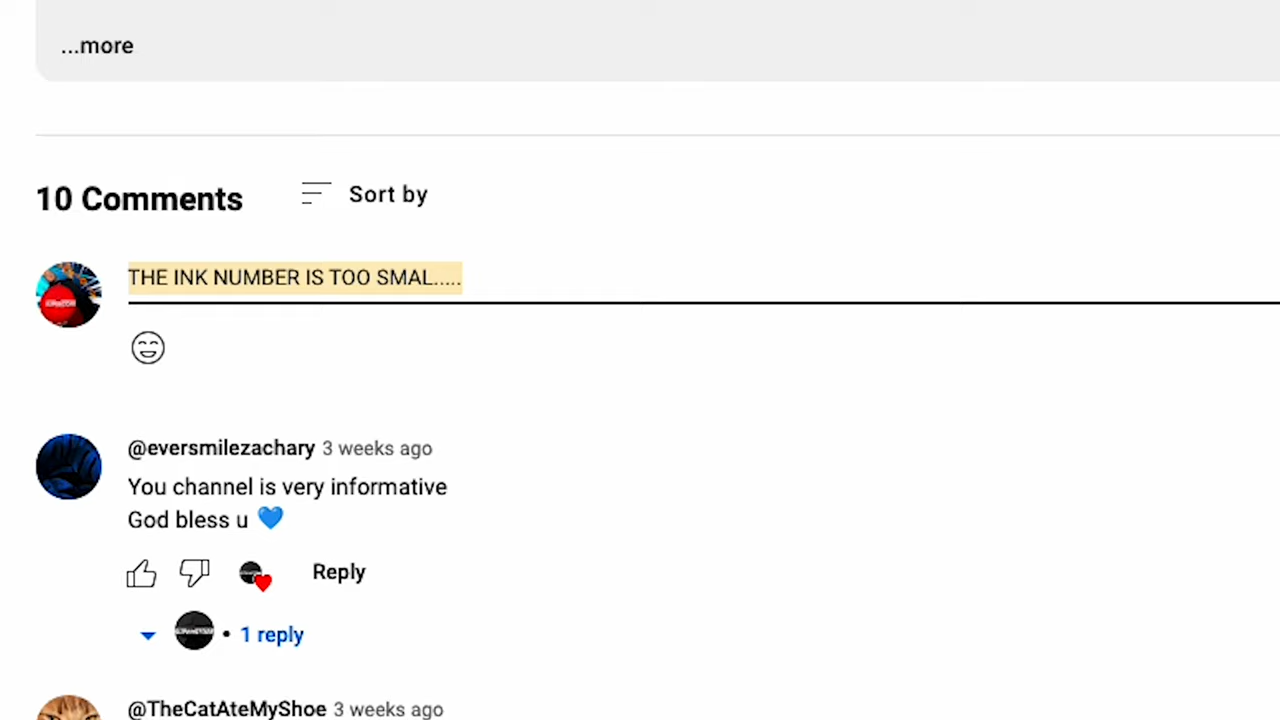 ...more
10 Comments
Sort by
THE INK NUMBER IS TOO SMAL.....
@eversmilezachary 3 weeks ago
You channel is very informative
God bless u 💙
Reply
1 reply
@TheCatAteMyShoe 3 weeks ago